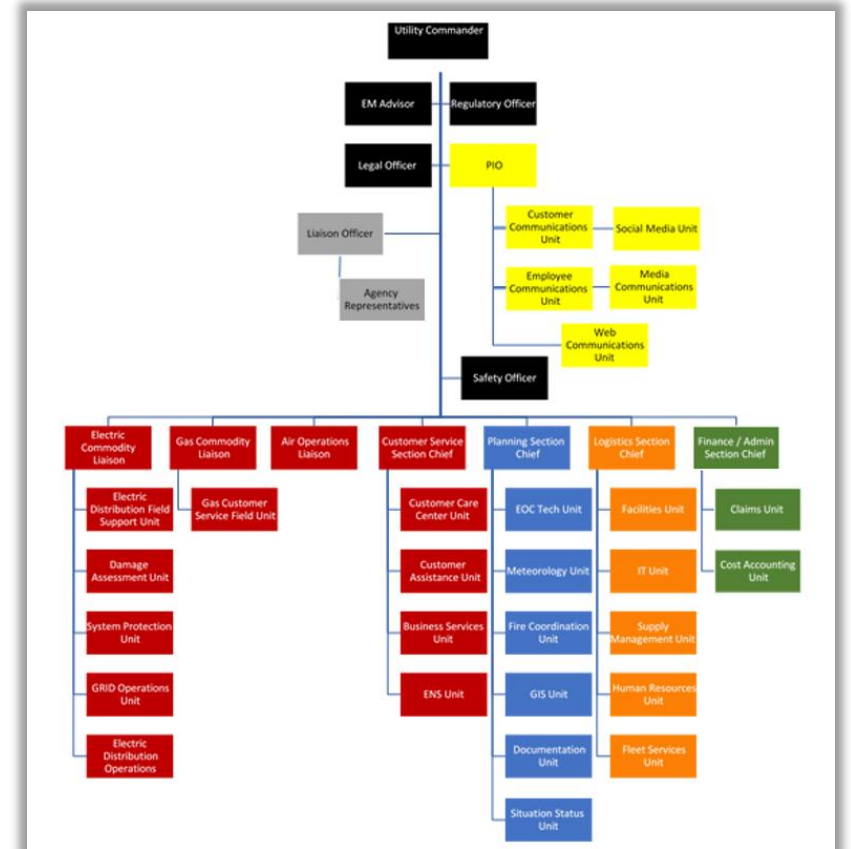 Utility Commander
EM Advisor
Regulatory Officer
Legal Officer
PIO
Customer
Communications
Unit
Social Media Unit
Liaison Officer
Agency
Representatives
Employee
Communications
Unit
Media
Communications
Unit
Web
Communications
Unit
Safety Officer
Electric
Commodity
Liaison
Gas Commodity
Liaison
Air Operations
Liaison
Customer Service
Section Chief
Planning Section
Chief
Logistics Section
Chief
Finance / Admin
Section Chief
Electric
Distribution Field
Support Unit
Damage
Assessment Unit
System Protection
Unit
GRID Operations
Unit
Electric
Distribution
Operations
Gas Customer
Service Field Unit
Customer Care
Center Unit
Customer
Assistance Unit
Business Services
Unit
ENS Unit
EOC Tech Unit
Meteorology Unit
Fire Coordination
Unit
GIS Unit
Documentation
Unit
Situation Status
Unit
Facilities Unit
IT Unit
Supply
Management Unit
Human Resources
Unit
Fleet Services
Unit
Claims Unit
Cost Accounting
Unit